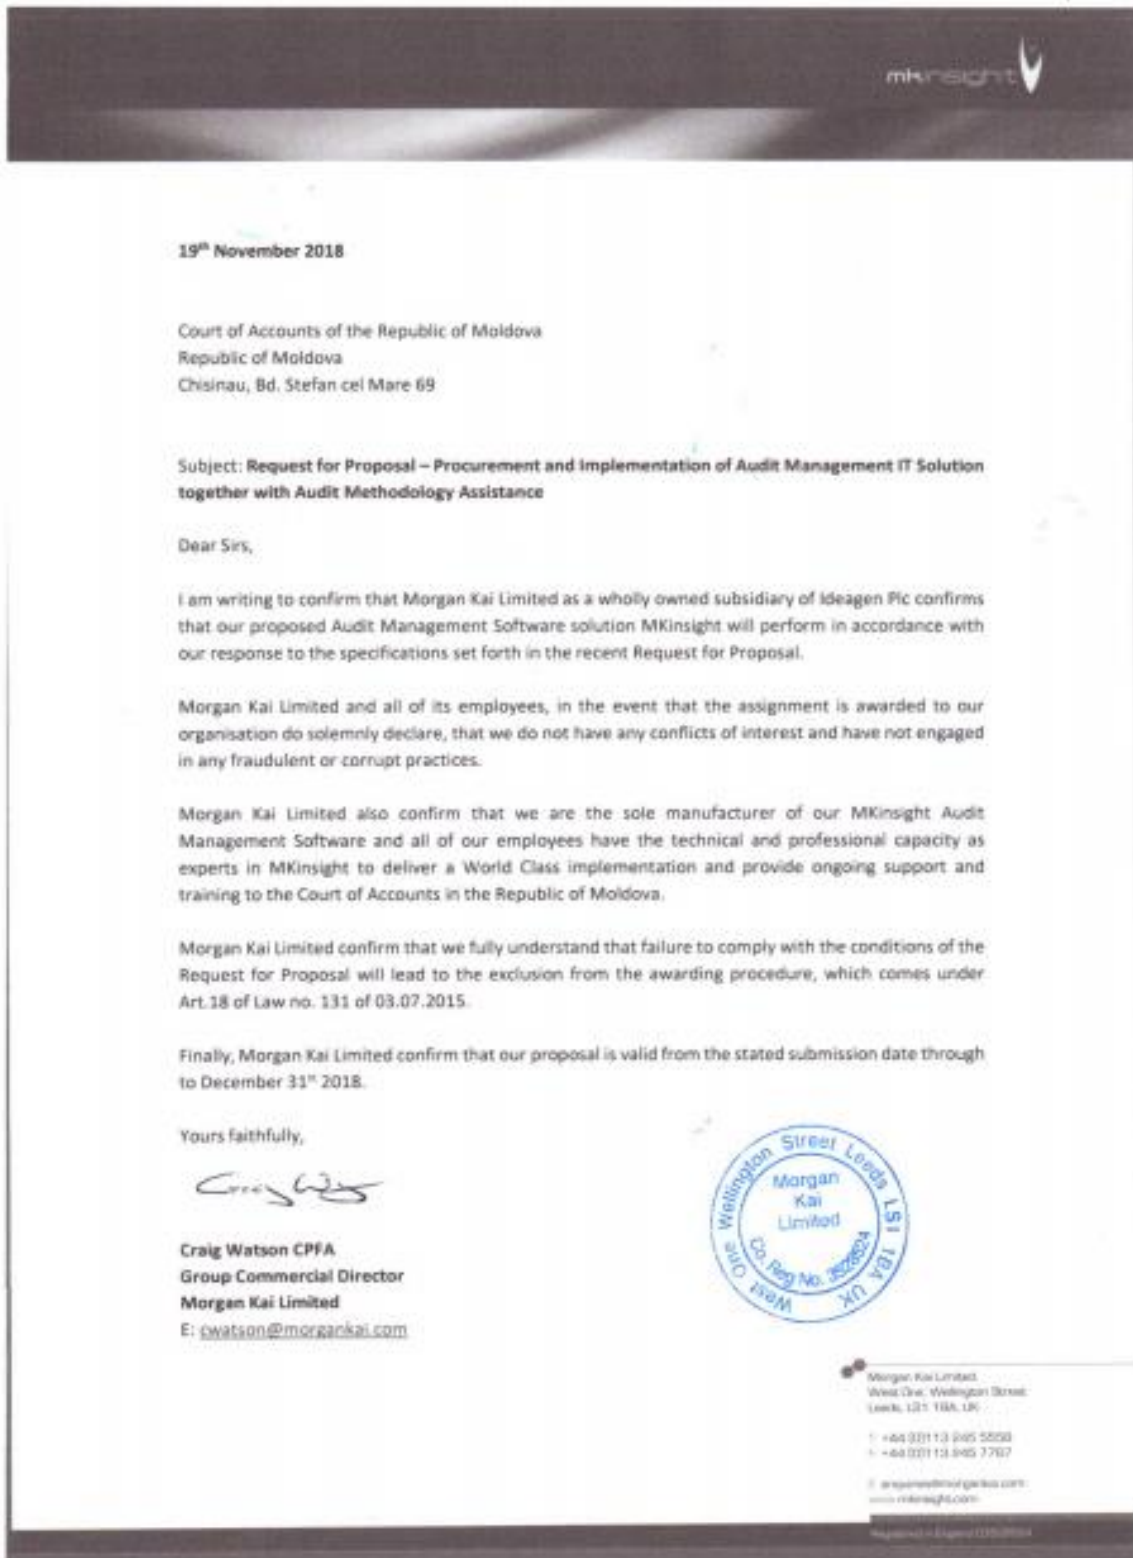 mkinsight
19th November 2018
Court of Accounts of the Republic of Moldova
Republic of Moldova
Chisinau, Bd. Stefan cel Mare 69
Subject: Request for Proposal – Procurement and Implementation of Audit Management IT Solution
together with Audit Methodology Assistance
Dear Sirs,
I am writing to confirm that Morgan Kai Limited as a wholly owned subsidiary of Ideagen Plc confirms
that our proposed Audit Management Software solution MKinsight will perform in accordance with
our response to the specifications set forth in the recent Request for Proposal.
Morgan Kai Limited and all of its employees, in the event that the assignment is awarded to our
organisation do solemnly declare, that we do not have any conflicts of interest and have not engaged
in any fraudulent or corrupt practices.
Morgan Kai Limited also confirm that we are the sole manufacturer of our MKinsight Audit
Management Software and all of our employees have the technical and professional capacity as
experts in MKinsight to deliver a World Class implementation and provide ongoing support and
training to the Court of Accounts in the Republic of Moldova.
Morgan Kai Limited confirm that we fully understand that failure to comply with the conditions of the
Request for Proposal will lead to the exclusion from the awarding procedure, which comes under
Art.18 of Law no. 131 of 03.07.2015.
Finally, Morgan Kai Limited confirm that our proposal is valid from the stated submission date through
to December 31st 2018.
Yours faithfully,
Craig Watson CPFA
Group Commercial Director
Morgan Kai Limited
E: cwatson@morgankai.com
West One Wellington Street Leeds LS1 1BA UK
Morgan
Kai
Limited
Co. Reg No.
Morgan Kai Limited
West One, Wellington Street
Leeds, LS1 1BA, UK
www.mkinsight.com